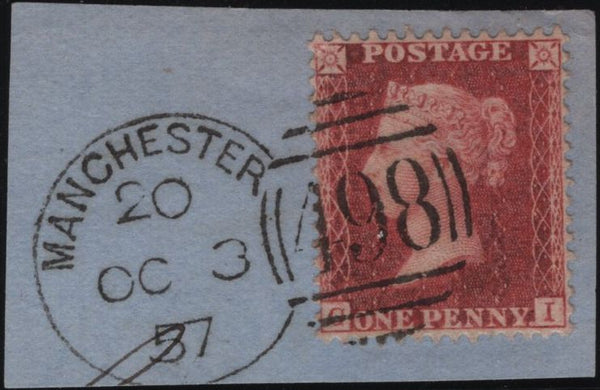 MANCHESTER
20
OC 3
57
498
POSTAGE
G ONE PENNY. I